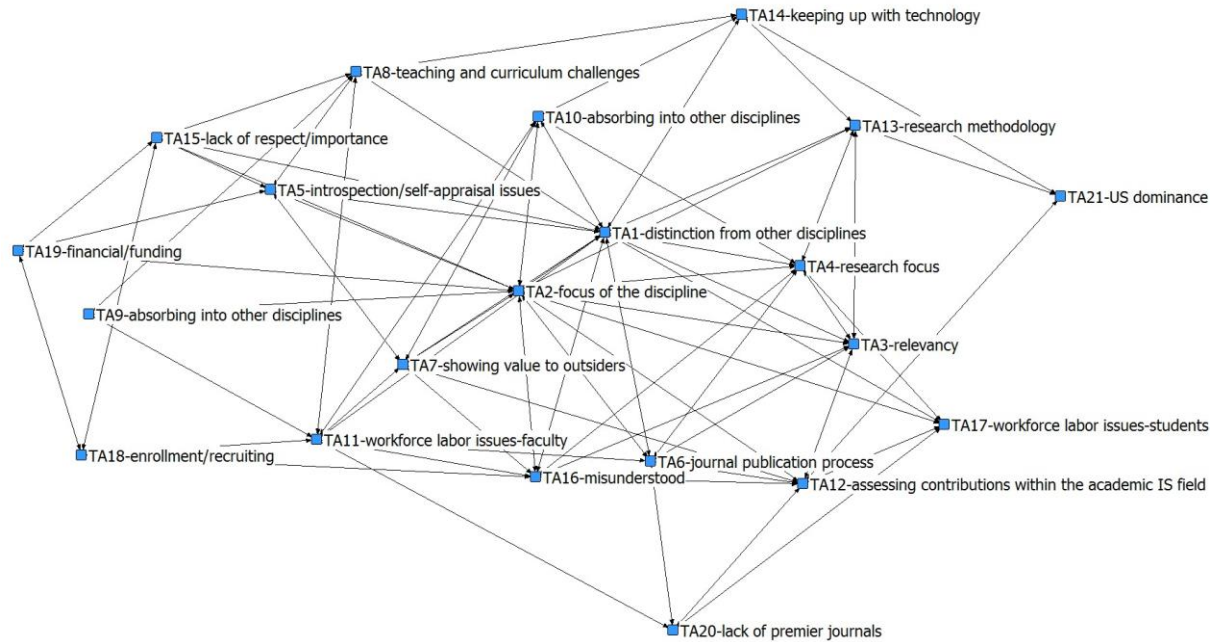 TA14-keeping up with technology
TA8-teaching and curriculum challenges
TA10-absorbing into other disciplines
TA13-research methodology
TA15-lack of respect/importance
TA5-introspection/self-appraisal issues
TA21-US dominance
TA1-distinction from other disciplines
TA19-financial/funding
TA4-research focus
TA2-focus of the discipline
TA9-absorbing into other disciplines
TA3-relevancy
TA7-showing value to outsiders
TA17-workforce labor issues-students
TA11-workforce labor issues-faculty
TA18-enrollment/recruiting
TA6-journal publication process
TA16-misunderstood
TA12-assessing contributions within the academic IS field
TA20-lack of premier journals